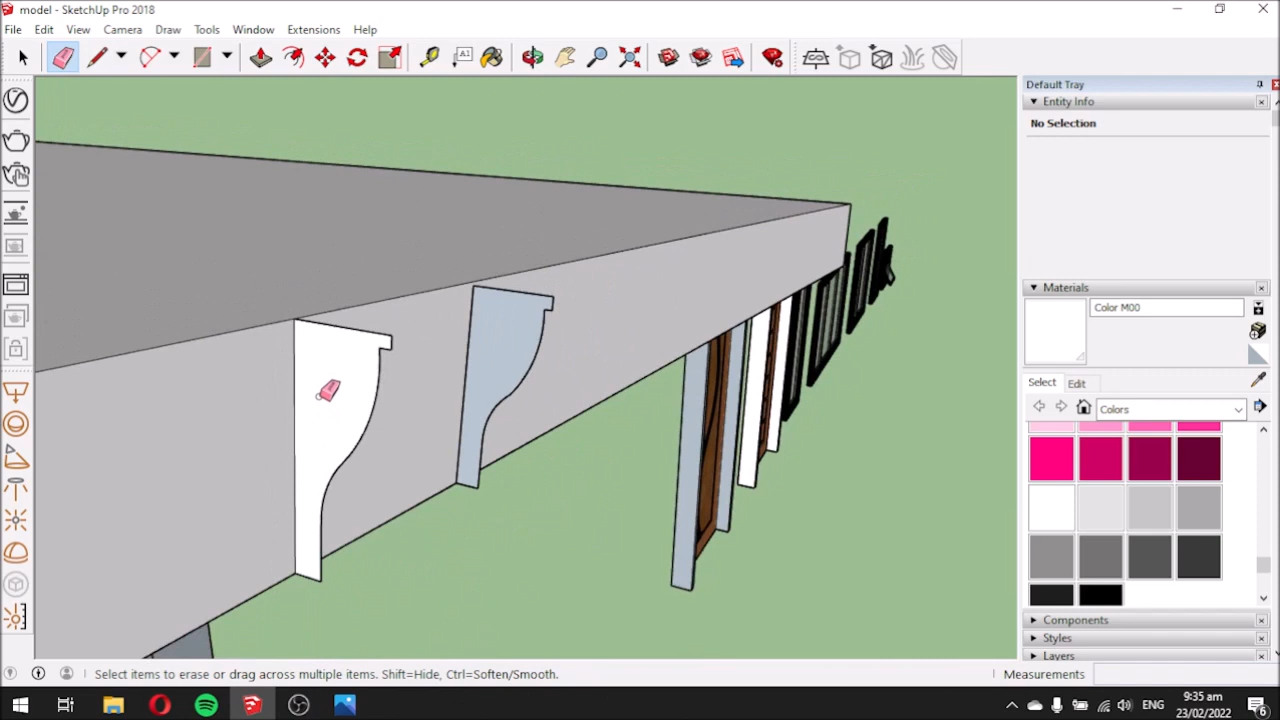 model - SketchUp Pro 2018
File Edit View Camera Draw Tools Window Extensions Help
A1
Default Tray
Entity Info
No Selection
Materials
Color M00
Select Edit
Colors
Components
Styles
Layers
Select items to erase or drag across multiple items. Shift=Hide, Ctrl=Soften/Smooth.
Measurements
ENG
9:35 am
23/02/2022
6